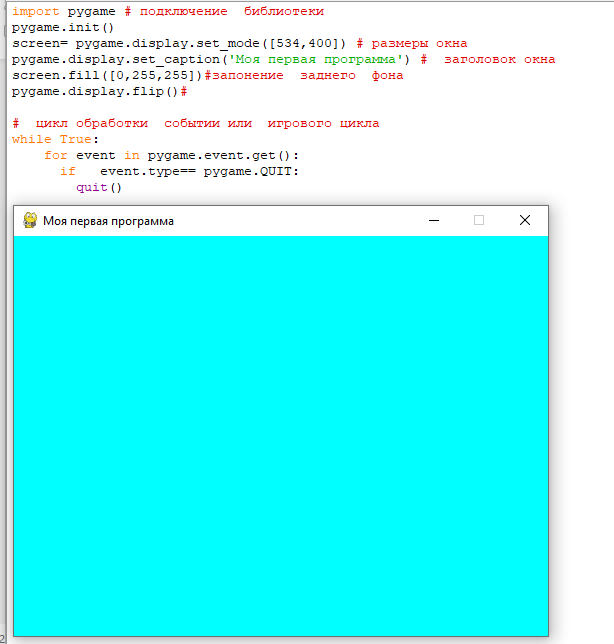 import pygame # подключение  библиотеки
pygame.init()
screen= pygame.display.set_mode([534,400]) # размеры окна
pygame.display.set_caption('Моя первая программа') #  заголовок окна
screen.fill([0,255,255])#запонение  заднего  фона
pygame.display.flip()#
#  цикл обработки  событии или  игрового цикла
while True:
    for event in pygame.event.get():
      if   event.type== pygame.QUIT:
        quit()
Моя первая программа
2